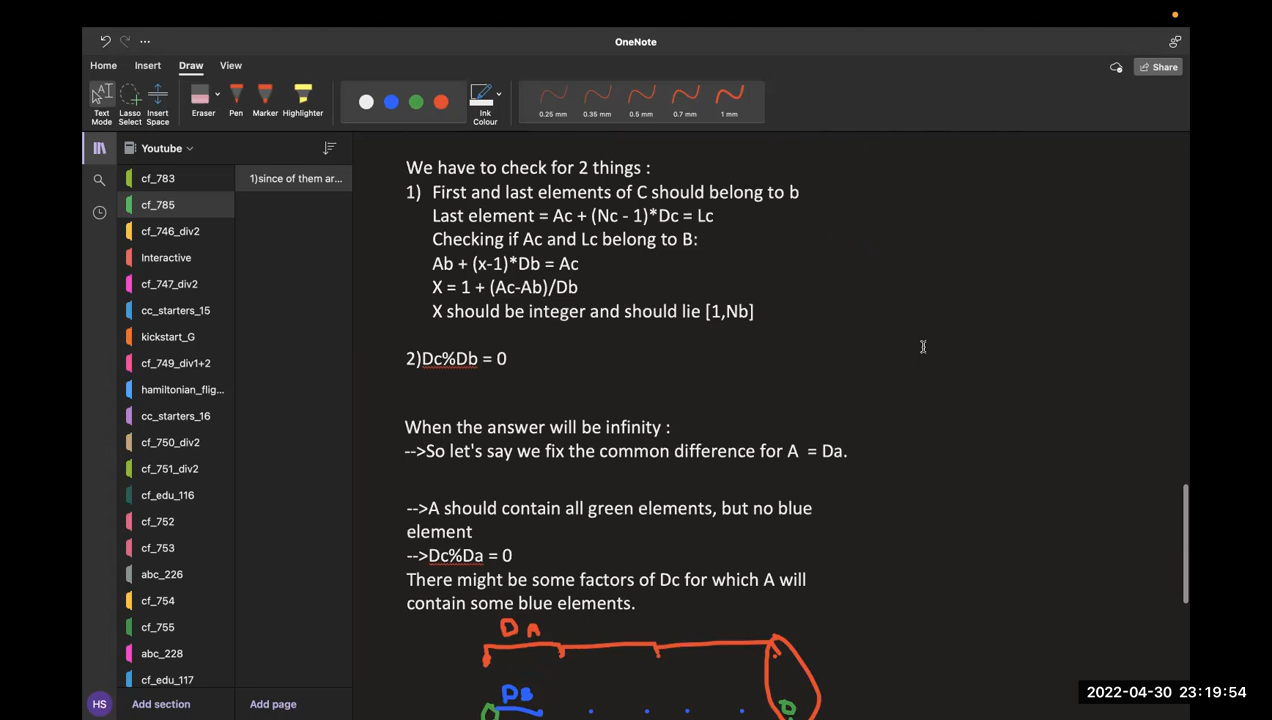 OneNote
Home Insert Draw View
Share
Text Mode
Lasso Select
Insert Space
Eraser
Pen
Marker
Highlighter
Ink Colour
0.25 mm 0.35 mm 0.5 mm 0.7 mm 1 mm
Youtube
cf_783
cf_785
cf_746_div2
Interactive
cf_747_div2
cc_starters_15
kickstart_G
cf_749_div1+2
hamiltonian_flig...
cc_starters_16
cf_750_div2
cf_751_div2
cf_edu_116
cf_752
cf_753
abc_226
cf_754
cf_755
abc_228
cf_edu_117
HS
Add section
Add page
1)since of them ar...
We have to check for 2 things :
1) First and last elements of C should belong to b
Last element = Ac + (Nc - 1)*Dc = Lc
Checking if Ac and Lc belong to B:
Ab + (x-1)*Db = Ac
X = 1 + (Ac-Ab)/Db
X should be integer and should lie [1,Nb]
2)Dc%Db = 0
When the answer will be infinity :
-->So let's say we fix the common difference for A = Da.
-->A should contain all green elements, but no blue
element
-->Dc%Da = 0
There might be some factors of Dc for which A will
contain some blue elements.
DA
DB
2022-04-30 23:19:54